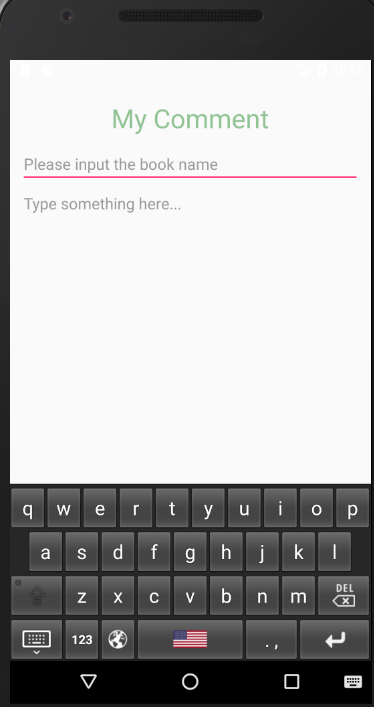 My Comment
Please input the book name
Type something here...
q w e r t y u i o p
a s d f g h j k l
z x c v b n m DEL
123 . ,